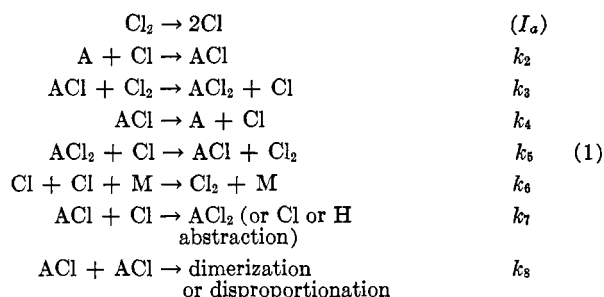 Cl₂ → 2Cl (Iₐ)
A + Cl → ACl k₂
ACl + Cl₂ → ACl₂ + Cl k₃
ACl → A + Cl k₄
ACl₂ + Cl → ACl + Cl₂ k₅ (1)
Cl + Cl + M → Cl₂ + M k₆
ACl + Cl → ACl₂ (or Cl or H k₇
abstraction)
ACl + ACl → dimerization k₈
or disproportionation